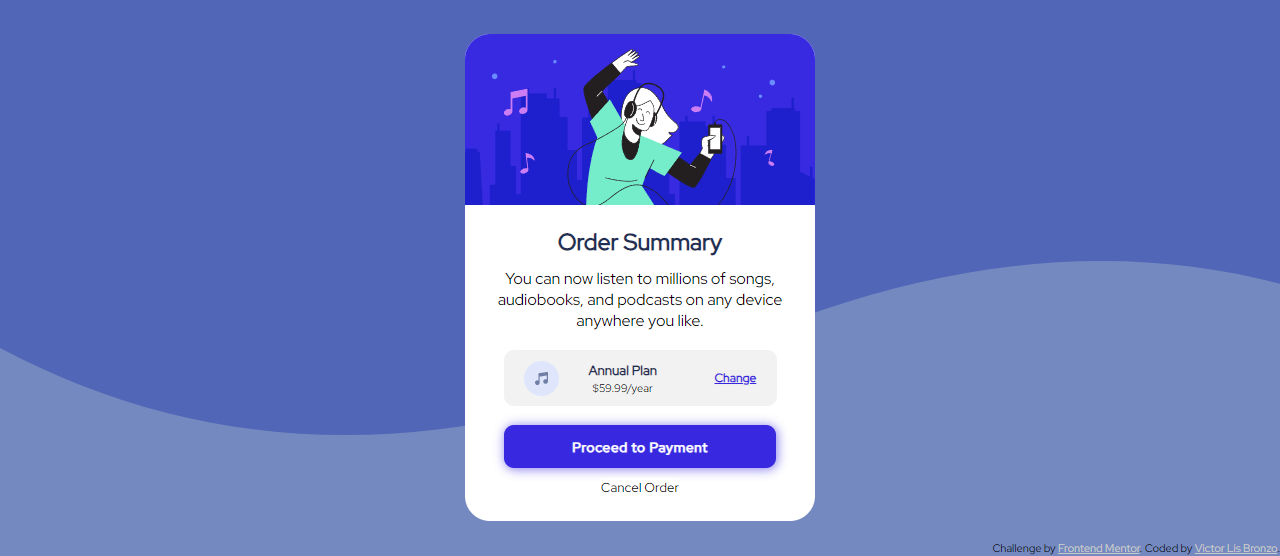 Order Summary
You can now listen to millions of songs,
audiobooks, and podcasts on any device
anywhere you like.
Annual Plan
$59.99/year
Change
Proceed to Payment
Cancel Order
Challenge by Frontend Mentor. Coded by Victor Lis Bronzo